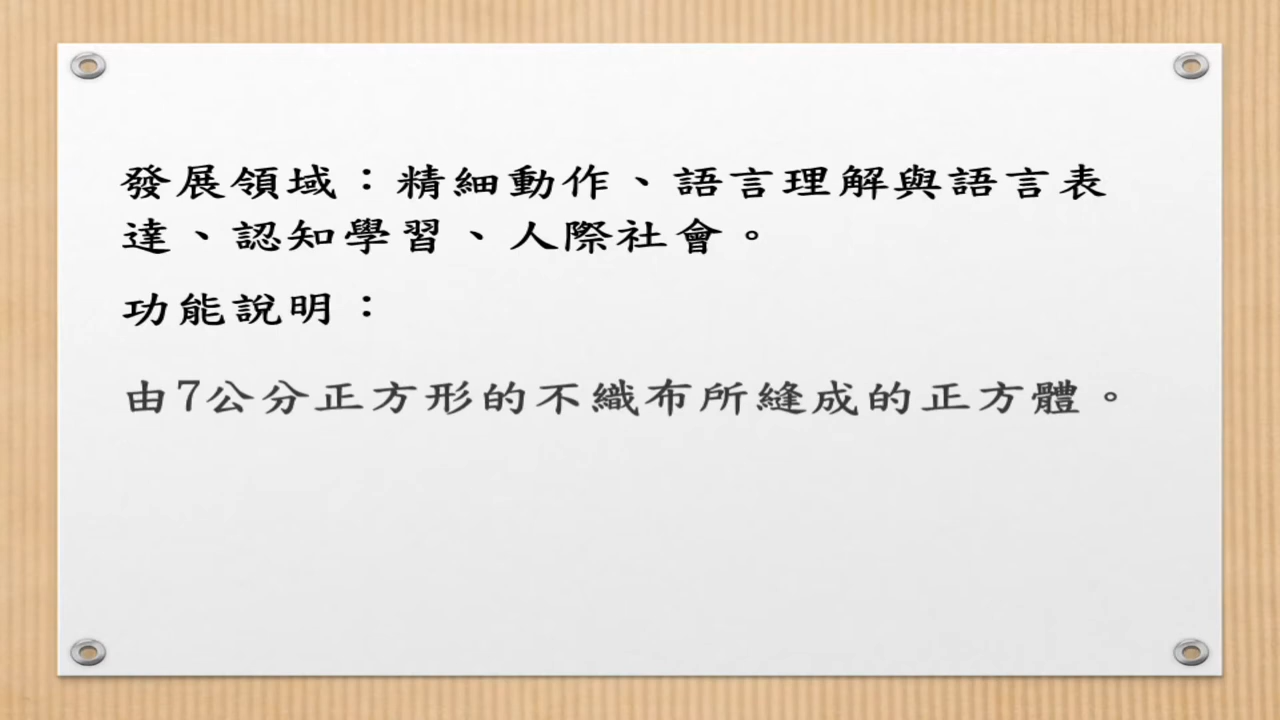 發展領域：精細動作、語言理解與語言表
達、認知學習、人際社會。
功能說明：
由7公分正方形的不織布所縫成的正方體。